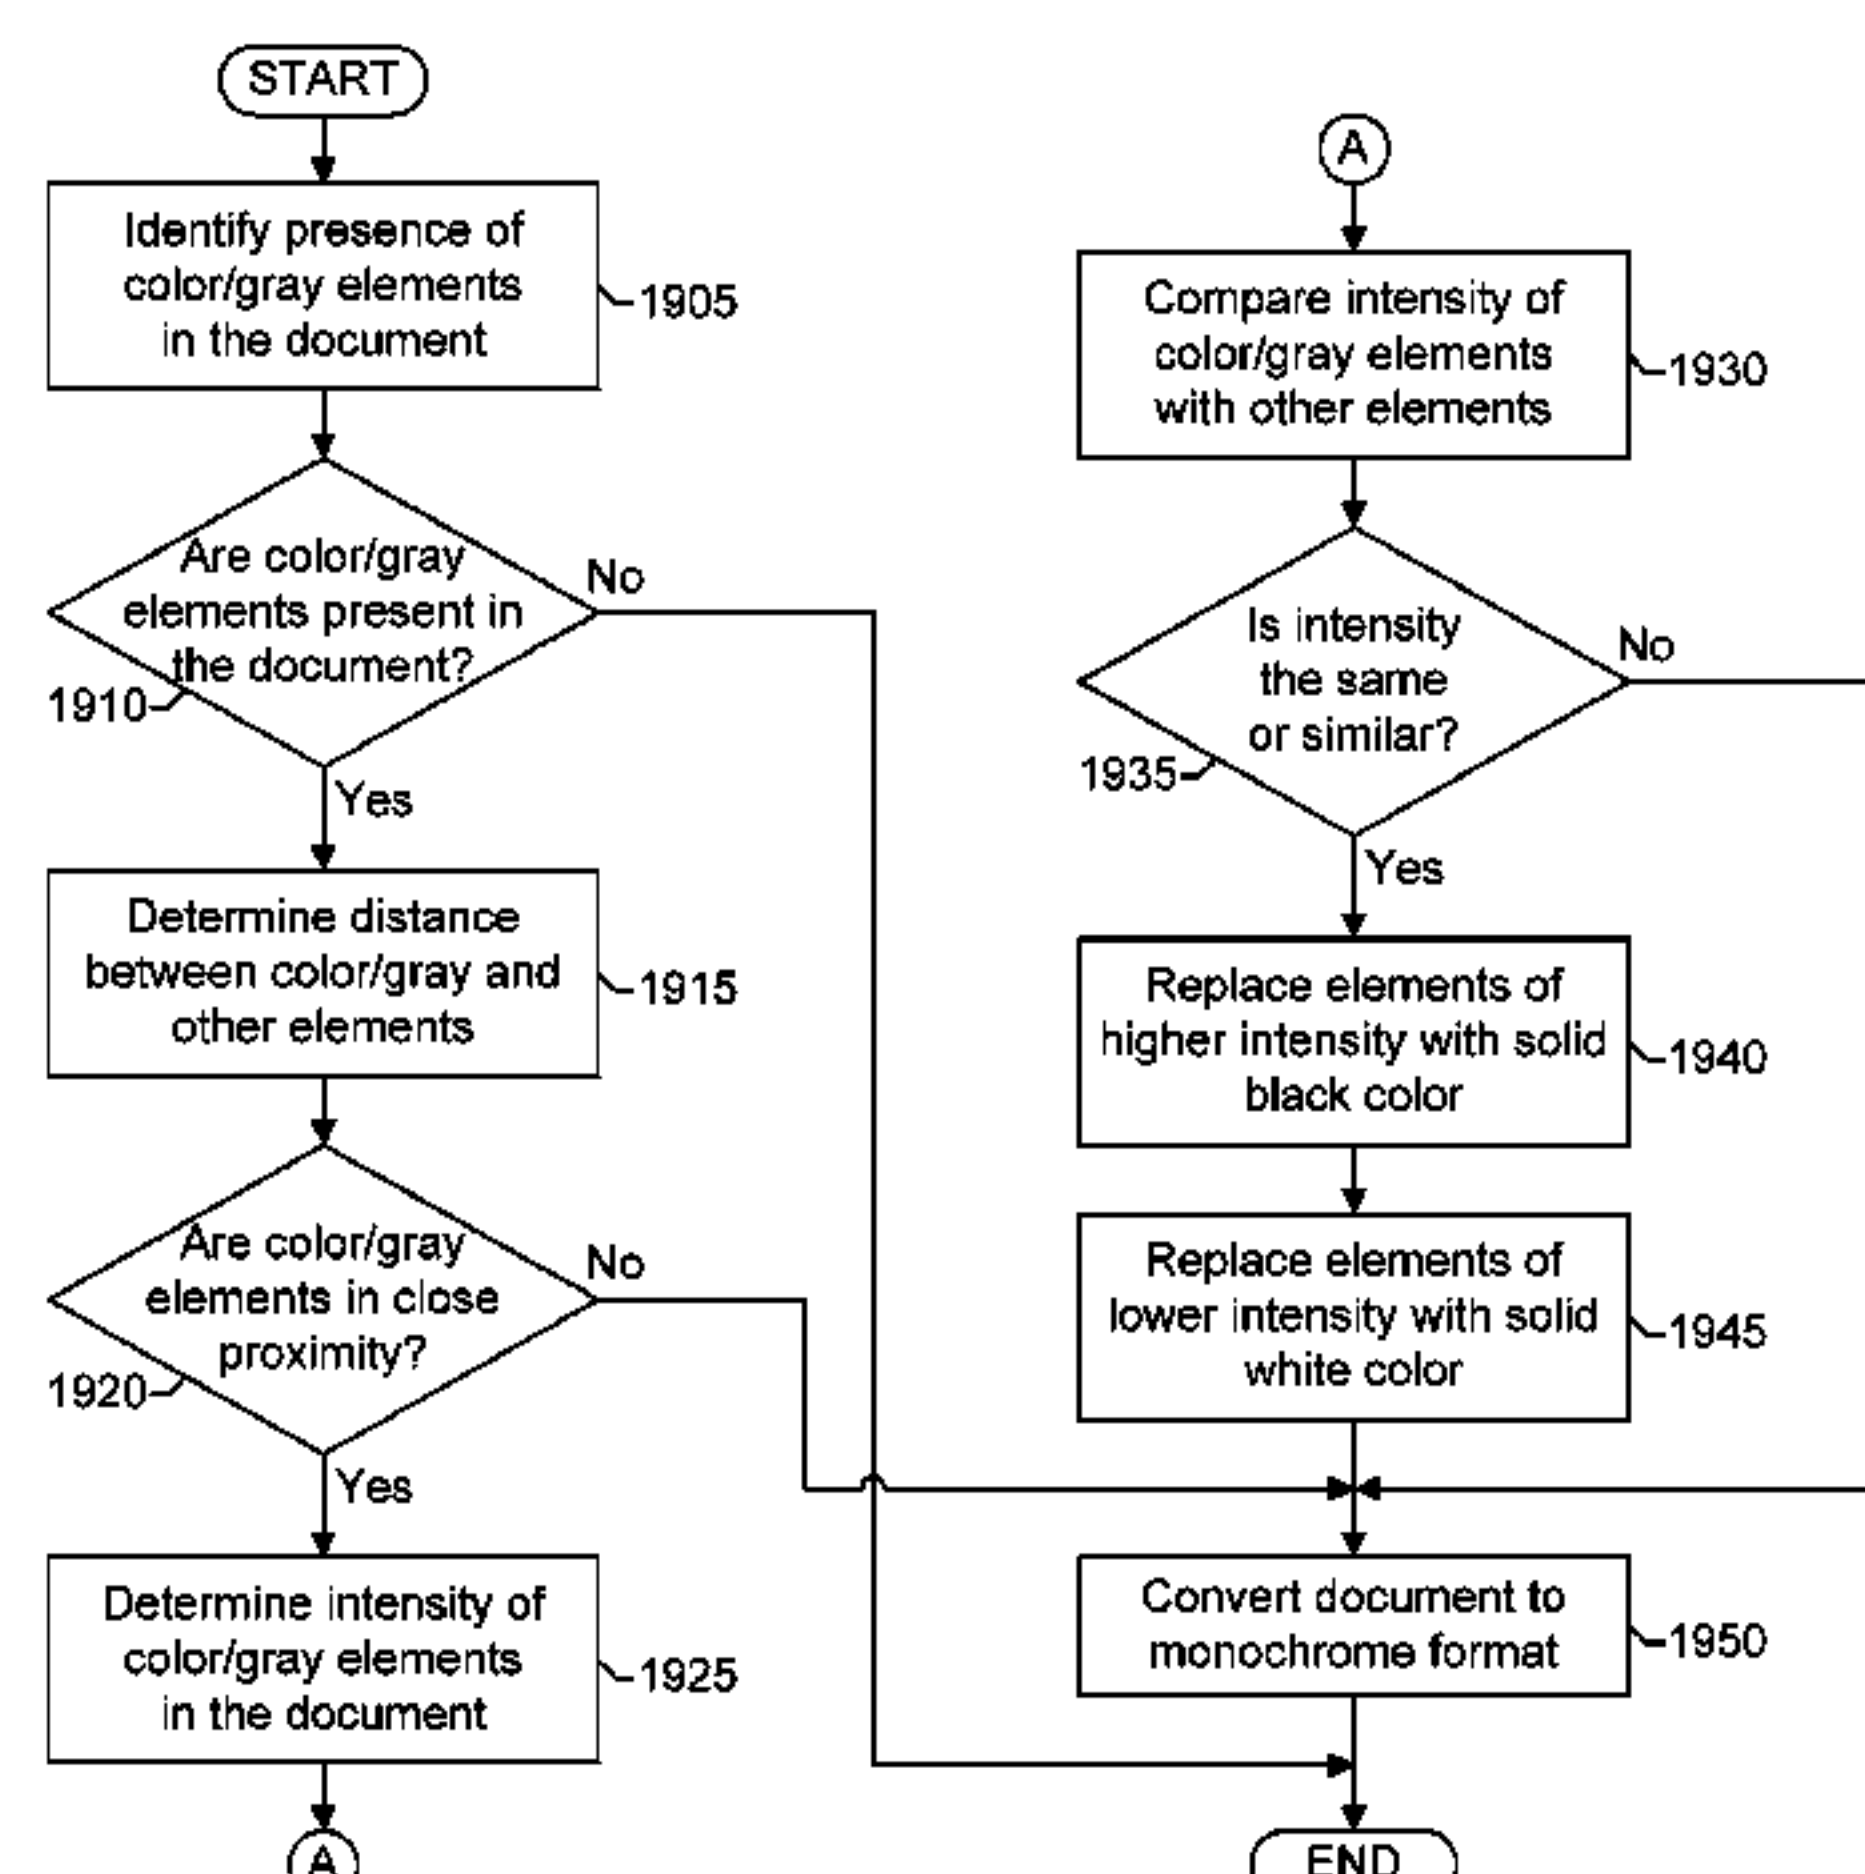 START
Identify presence of
color/gray elements
in the document
1905
Are color/gray
elements present in
the document?
1910
No
Yes
Determine distance
between color/gray and
other elements
1915
Are color/gray
elements in close
proximity?
1920
No
Yes
Determine intensity of
color/gray elements
in the document
1925
A
A
Compare intensity of
color/gray elements
with other elements
1930
Is intensity
the same
or similar?
1935
No
Yes
Replace elements of
higher intensity with solid
black color
1940
Replace elements of
lower intensity with solid
white color
1945
Convert document to
monochrome format
1950
END